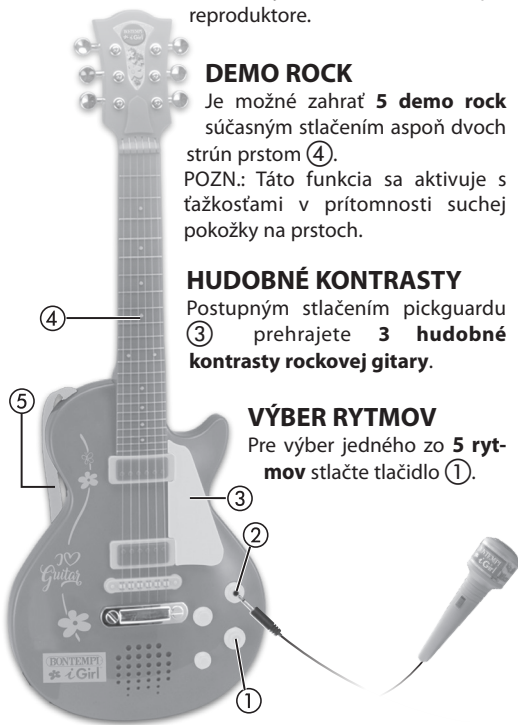 reproduktore.
DEMO ROCK
Je možné zahrať 5 demo rock
súčasným stlačením aspoň dvoch
strún prstom ④.
POZN.: Táto funkcia sa aktivuje s
ťažkosťami v prítomnosti suchej
pokožky na prstoch.
HUDOBNÉ KONTRASTY
Postupným stlačením pickguardu
③ prehrajete 3 hudobné
kontrasty rockovej gitary.
VÝBER RYTMOV
Pre výber jedného zo 5 ryt-
mov stlačte tlačidlo ①.
④
⑤
③
②
①
I♡
Guitar
BONTEMPI
iGirl
BONTEMPI
iGirl